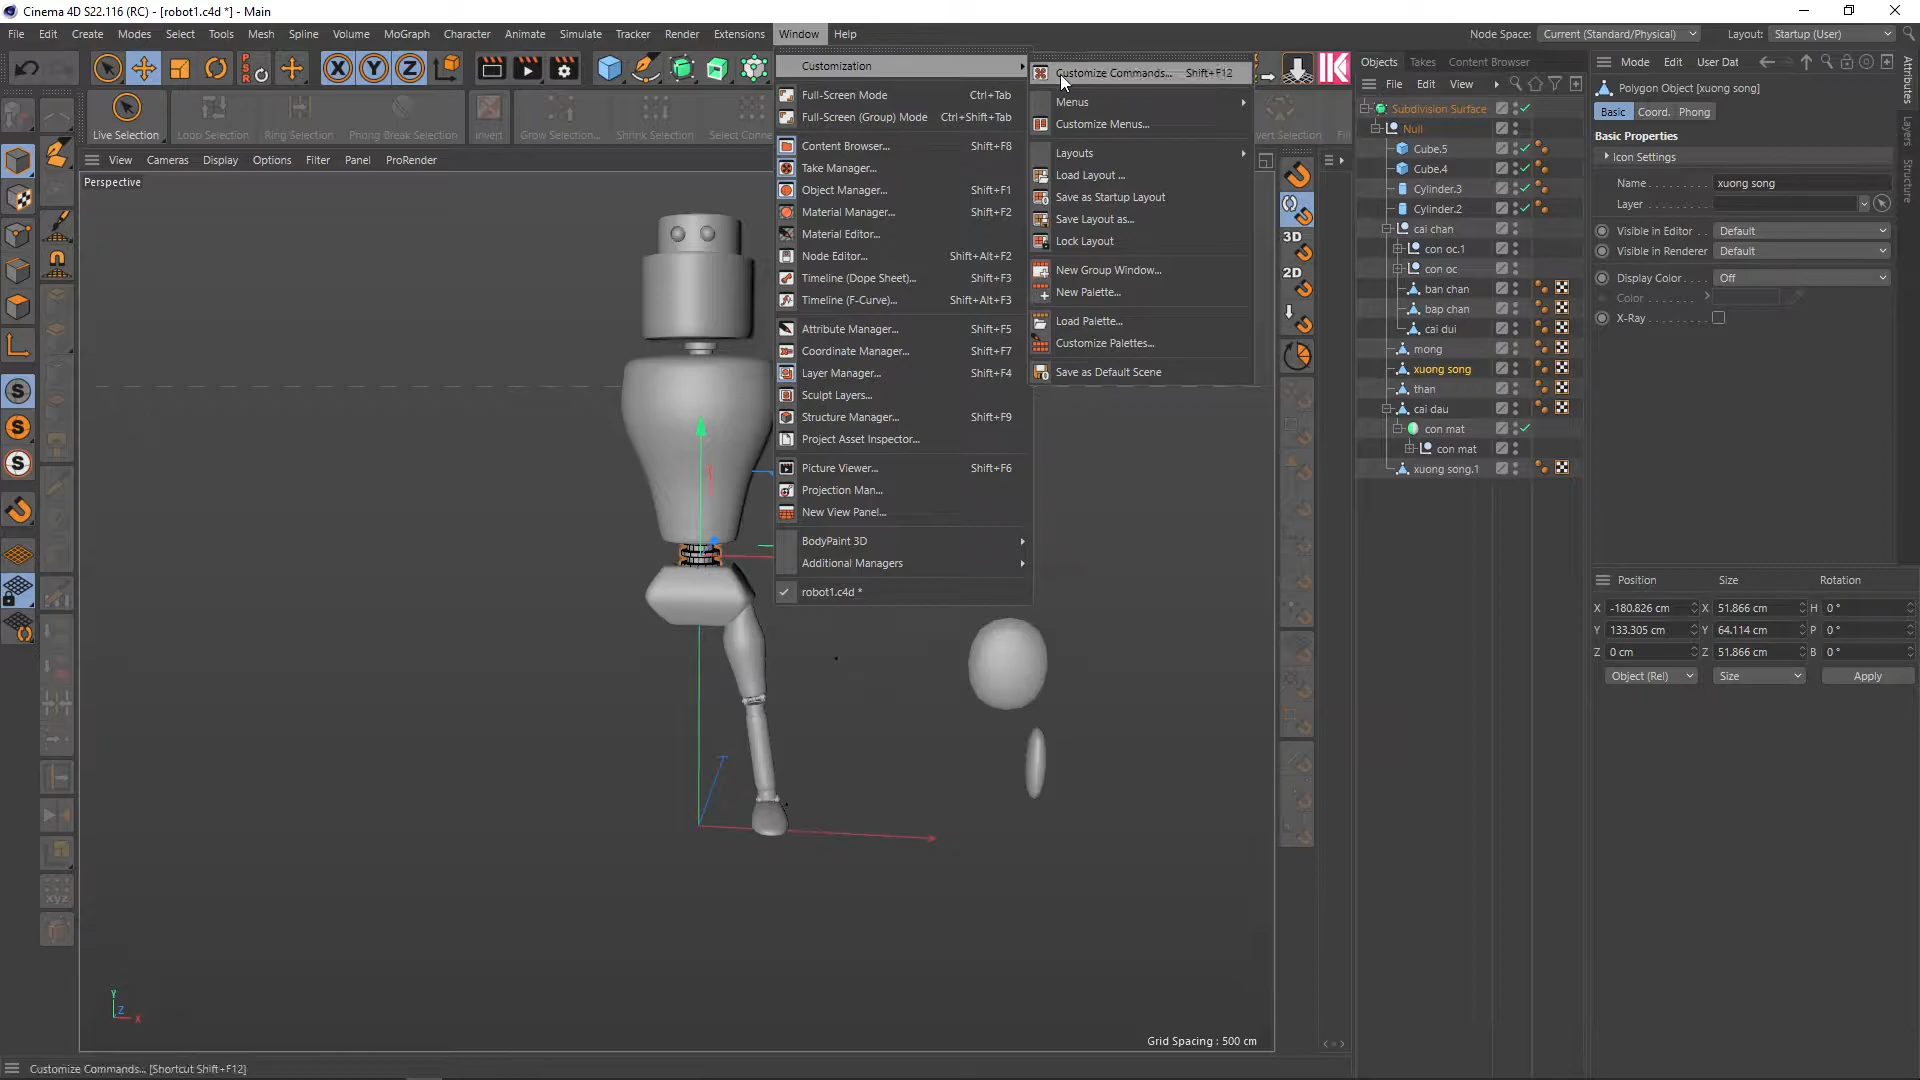 Cinema 4D S22.116 (RC) - [robot1.c4d *] - Main
File Edit Create Modes Select Tools Mesh Spline Volume MoGraph Character Animate Simulate Tracker Render Extensions Window Help
Node Space: Current (Standard/Physical) Layout: Startup (User)
PSR X Y Z
Live Selection Loop Selection Ring Selection Phong Break Selection Invert Grow Selection... Shrink Selection Select Conne vert Selection Fil
View Cameras Display Options Filter Panel ProRender
Perspective
Customization
Full-Screen Mode Ctrl+Tab
Full-Screen (Group) Mode Ctrl+Shift+Tab
Content Browser... Shift+F8
Take Manager...
Object Manager... Shift+F1
Material Manager... Shift+F2
Material Editor...
Node Editor... Shift+Alt+F2
Timeline (Dope Sheet)... Shift+F3
Timeline (F-Curve)... Shift+Alt+F3
Attribute Manager... Shift+F5
Coordinate Manager... Shift+F7
Layer Manager... Shift+F4
Sculpt Layers...
Structure Manager... Shift+F9
Project Asset Inspector...
Picture Viewer... Shift+F6
Projection Man...
New View Panel...
BodyPaint 3D
Additional Managers
robot1.c4d *
Customize Commands... Shift+F12
Menus
Customize Menus...
Layouts
Load Layout ...
Save as Startup Layout
Save Layout as...
Lock Layout
New Group Window...
New Palette...
Load Palette...
Customize Palettes...
Save as Default Scene
3D
2D
Objects Takes Content Browser
File Edit View
Subdivision Surface
Null
Cube.5
Cube.4
Cylinder.3
Cylinder.2
cai chan
con oc.1
con oc
ban chan
bap chan
cai dui
mong
xuong song
than
cai dau
con mat
con mat
xuong song.1
Mode Edit User Dat
Polygon Object [xuong song]
Basic Coord. Phong
Basic Properties
Icon Settings
Name xuong song
Layer
Visible in Editor Default
Visible in Renderer Default
Display Color Off
Color
X-Ray
Attributes
Layers
Structure
Position Size Rotation
X -180.826 cm X 51.866 cm H 0 °
Y 133.305 cm Y 64.114 cm P 0 °
Z 0 cm Z 51.866 cm B 0 °
Object (Rel) Size Apply
xyz
Y
Z
X
Grid Spacing : 500 cm
Customize Commands... [Shortcut Shift+F12]